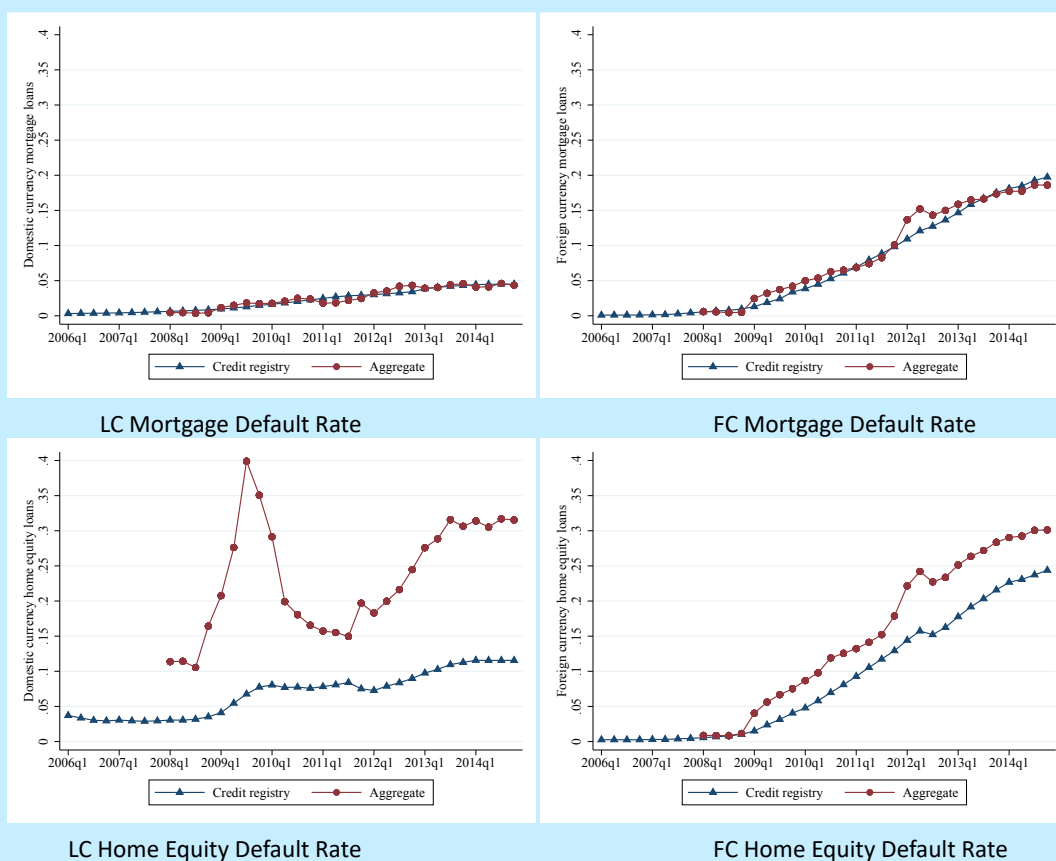 .4
.35
.3
.25
.2
.15
.1
.05
0
Domestic currency mortgage loans
2006q1 2007q1 2008q1 2009q1 2010q1 2011q1 2012q1 2013q1 2014q1
Credit registry Aggregate
LC Mortgage Default Rate
.4
.35
.3
.25
.2
.15
.1
.05
0
Foreign currency mortgage loans
2006q1 2007q1 2008q1 2009q1 2010q1 2011q1 2012q1 2013q1 2014q1
Credit registry Aggregate
FC Mortgage Default Rate
.4
.35
.3
.25
.2
.15
.1
.05
0
Domestic currency home equity loans
2006q1 2007q1 2008q1 2009q1 2010q1 2011q1 2012q1 2013q1 2014q1
Credit registry Aggregate
LC Home Equity Default Rate
.4
.35
.3
.25
.2
.15
.1
.05
0
Foreign currency home equity loans
2006q1 2007q1 2008q1 2009q1 2010q1 2011q1 2012q1 2013q1 2014q1
Credit registry Aggregate
FC Home Equity Default Rate